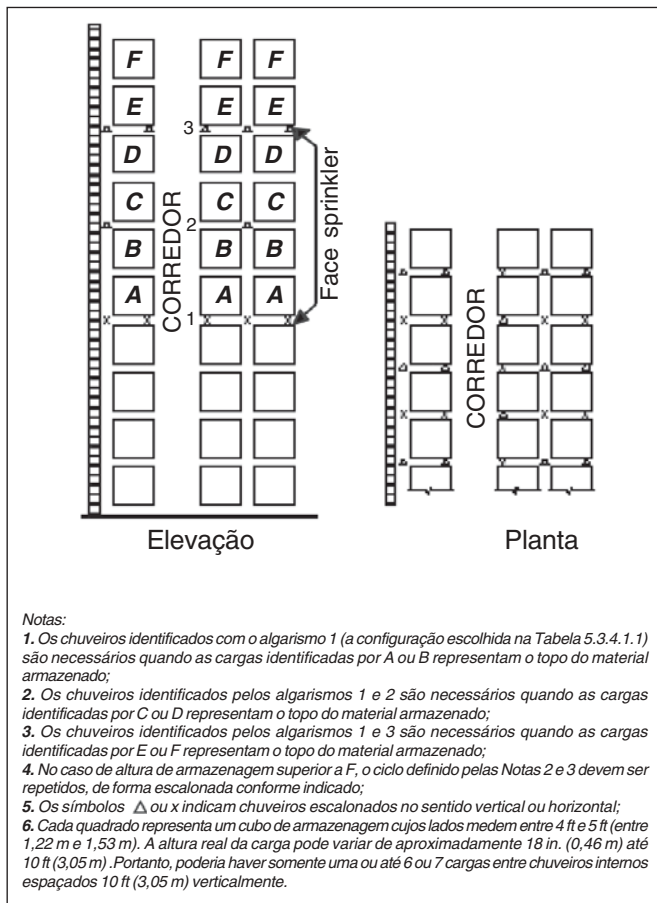 F F F
E E E
3
D D D
C C C
2
B B B
A A A
1
CORREDOR
Face sprinkler
CORREDOR
Elevação
Planta
Notas:
1. Os chuveiros identificados com o algarismo 1 (a configuração escolhida na Tabela 5.3.4.1.1)
são necessários quando as cargas identificadas por A ou B representam o topo do material
armazenado;
2. Os chuveiros identificados pelos algarismos 1 e 2 são necessários quando as cargas
identificadas por C ou D representam o topo do material armazenado;
3. Os chuveiros identificados pelos algarismos 1 e 3 são necessários quando as cargas
identificadas por E ou F representam o topo do material armazenado;
4. No caso de altura de armazenagem superior a F, o ciclo definido pelas Notas 2 e 3 devem ser
repetidos, de forma escalonada conforme indicado;
5. Os símbolos △ ou x indicam chuveiros escalonados no sentido vertical ou horizontal;
6. Cada quadrado representa um cubo de armazenagem cujos lados medem entre 4 ft e 5 ft (entre
1,22 m e 1,53 m). A altura real da carga pode variar de aproximadamente 18 in. (0,46 m) até
10 ft (3,05 m) .Portanto, poderia haver somente uma ou até 6 ou 7 cargas entre chuveiros internos
espaçados 10 ft (3,05 m) verticalmente.